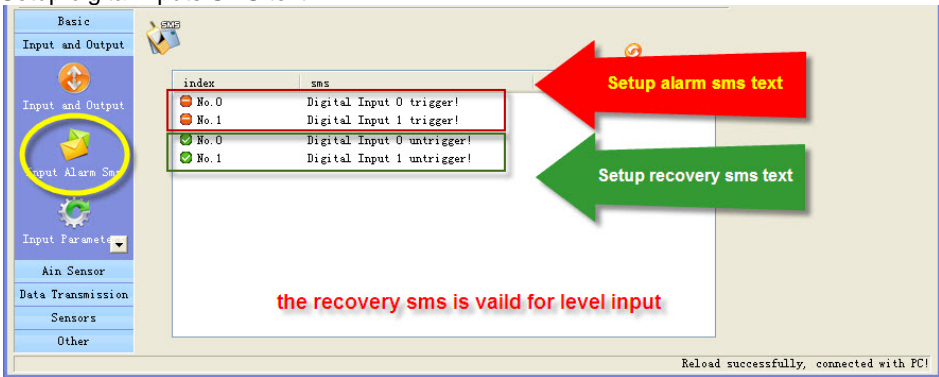 Basic
Input and Output
SMS
Input and Output
Input Alarm Sms
Input Paramete
Ain Sensor
Data Transmission
Sensors
Other
index sms
No.0 Digital Input 0 trigger!
No.1 Digital Input 1 trigger!
No.0 Digital Input 0 untrigger!
No.1 Digital Input 1 untrigger!
Setup alarm sms text
Setup recovery sms text
the recovery sms is vaild for level input
Reload successfully, connected with PC!